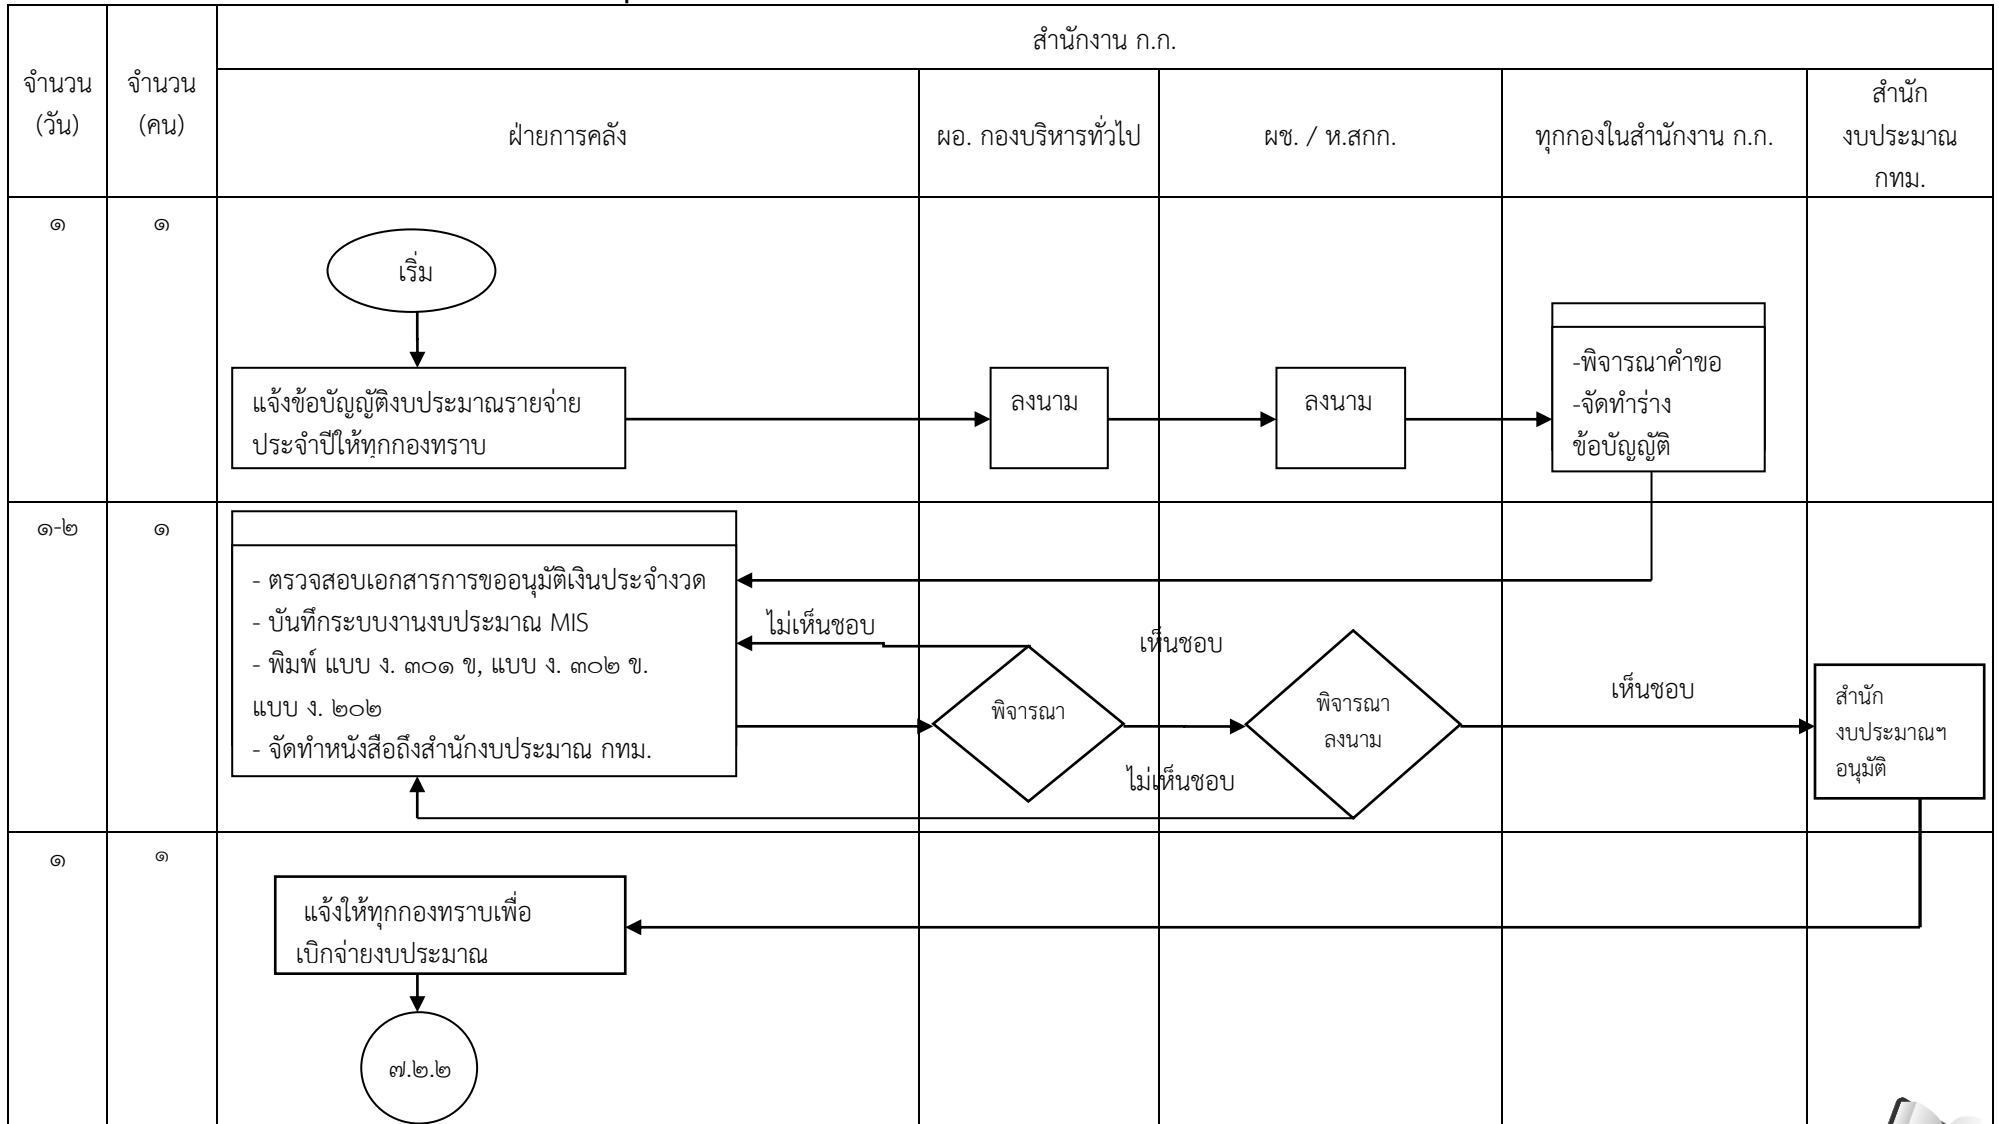 สำนักงาน ก.ก.
จำนวน
(วัน)
จำนวน
(คน)
ฝ่ายการคลัง
ผอ. กองบริหารทั่วไป
ผช. / ห.สกก.
ทุกกองในสำนักงาน ก.ก.
สำนัก
งบประมาณ
กทม.
๑
๑
เริ่ม
แจ้งข้อบัญญัติงบประมาณรายจ่าย
ประจำปีให้ทุกกองทราบ
ลงนาม
ลงนาม
-พิจารณาคำขอ
-จัดทำร่าง
ข้อบัญญัติ
๑-๒
๑
- ตรวจสอบเอกสารการขออนุมัติเงินประจำงวด
- บันทึกระบบงานงบประมาณ MIS
- พิมพ์ แบบ ง. ๓๐๑ ข, แบบ ง. ๓๐๒ ข.
แบบ ง. ๒๐๒
- จัดทำหนังสือถึงสำนักงบประมาณ กทม.
ไม่เห็นชอบ
พิจารณา
เห็นชอบ
ไม่เห็นชอบ
พิจารณา
ลงนาม
เห็นชอบ
สำนัก
งบประมาณฯ
อนุมัติ
๑
๑
แจ้งให้ทุกกองทราบเพื่อ
เบิกจ่ายงบประมาณ
๗.๒.๒